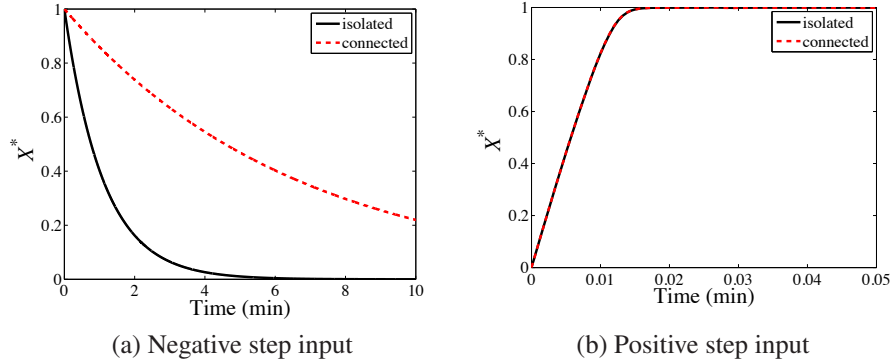 1
0.8
0.6
0.4
0.2
0
X*
0 2 4 6 8 10
Time (min)
isolated
connected
(a) Negative step input
1
0.8
0.6
0.4
0.2
0
X*
0 0.01 0.02 0.03 0.04 0.05
Time (min)
isolated
connected
(b) Positive step input